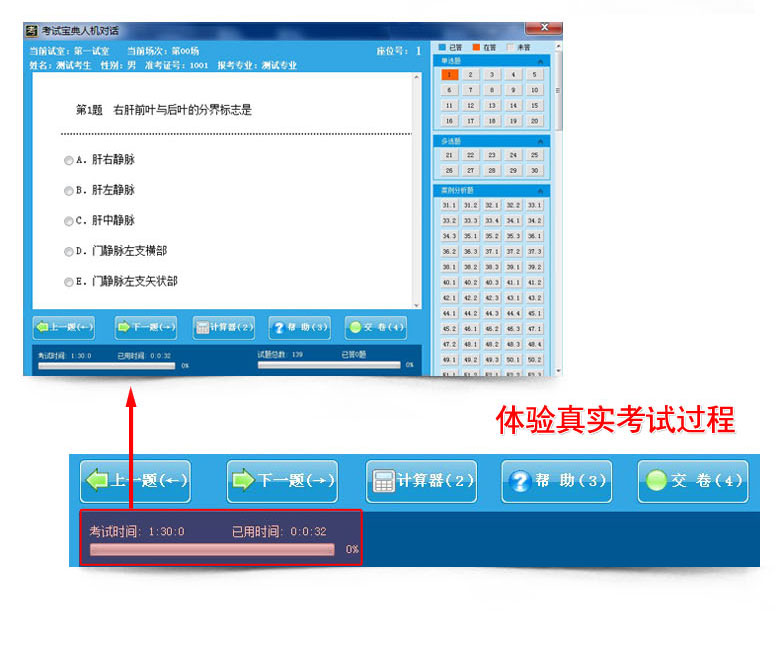 考试宝典人机对话
当前试室: 第一试室 当前场次: 第00场 座位号: 1
姓名: 测试考生 性别: 男 准考证号: 1001 报考专业: 测试专业
第1题 右肝前叶与后叶的分界标志是
A. 肝右静脉
B. 肝左静脉
C. 肝中静脉
D. 门静脉左支横部
E. 门静脉左支矢状部
上一题(←) 下一题(→) 计算器(2) 帮 助(3) 交 卷(4)
考试时间: 1:30:0 已用时间: 0:0:32 0%
试题总数: 139 已答0题 0%
已答 在答 未答
单选题
1 2 3 4 5
6 7 8 9 10
11 12 13 14 15
16 17 18 19 20
多选题
21 22 23 24 25
26 27 28 29 30
案例分析题
31.1 31.2 32.1 32.2 33.1
33.2 33.3 33.4 34.1 34.2
34.3 35.1 35.2 35.3 36.1
36.2 36.3 37.1 37.2 37.3
38.1 38.2 38.3 39.1 39.2
40.1 40.2 40.3 41.1 41.2
42.1 42.2 42.3 43.1 43.2
44.1 44.2 44.3 44.4 45.1
45.2 46.1 46.2 46.3 47.1
47.2 48.1 48.2 48.3 48.4
49.1 49.2 49.3 50.1 50.2
体验真实考试过程
上一题(←) 下一题(→) 计算器(2) 帮 助(3) 交 卷(4)
考试时间: 1:30:0 已用时间: 0:0:32
0%